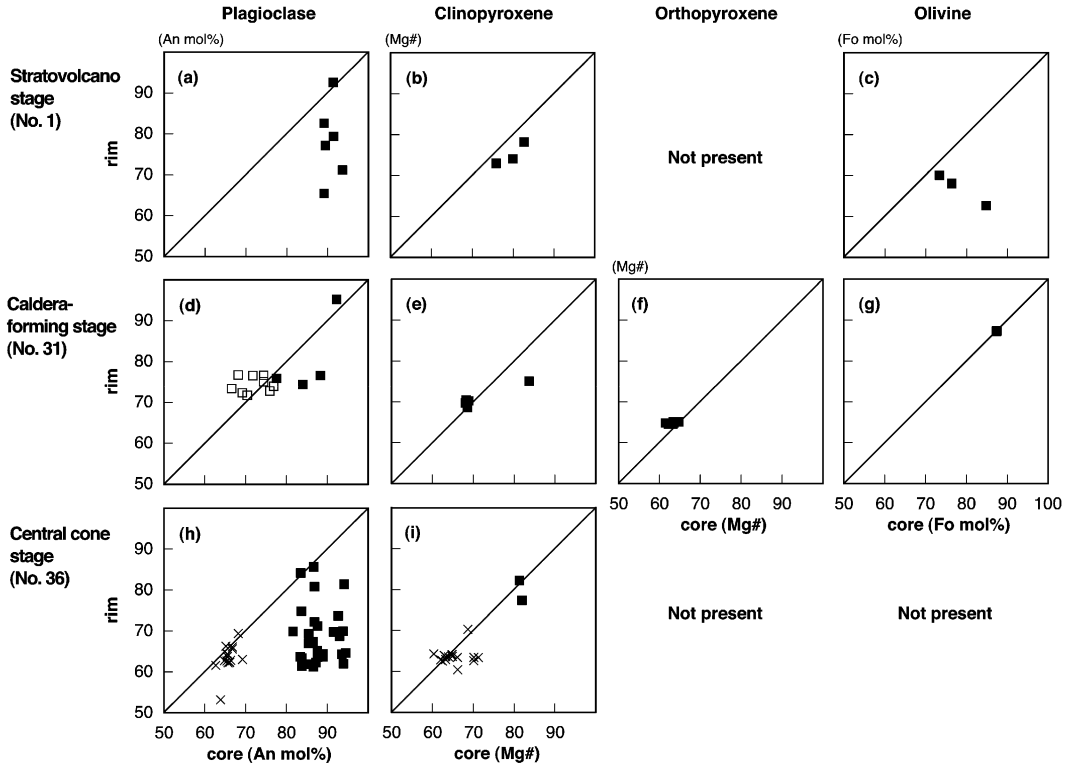 Plagioclase
Clinopyroxene
Orthopyroxene
Olivine
(An mol%)
(Mg#)
(Fo mol%)
Stratovolcano
stage
(No. 1)
rim
90
80
70
60
50
(a)
(b)
Not present
(c)
(Mg#)
Caldera-
forming stage
(No. 31)
rim
90
80
70
60
50
(d)
(e)
(f)
(g)
50 60 70 80 90
core (Mg#)
50 60 70 80 90 100
core (Fo mol%)
Central cone
stage
(No. 36)
rim
90
80
70
60
50
(h)
(i)
Not present
Not present
50 60 70 80 90
core (An mol%)
50 60 70 80 90
core (Mg#)